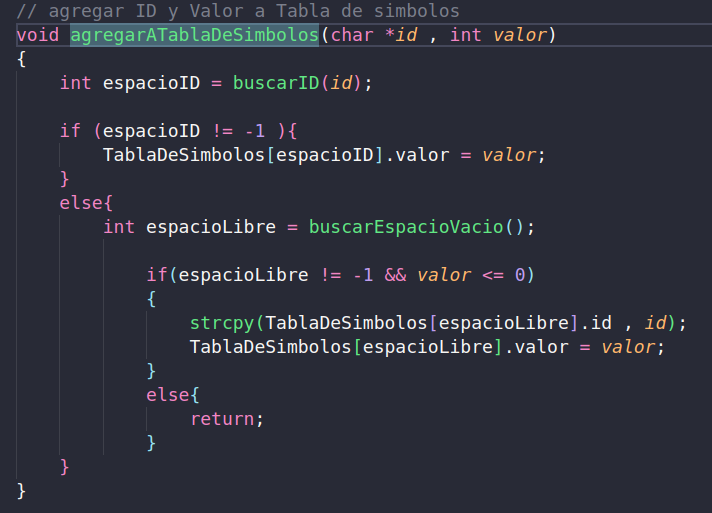 // agregar ID y Valor a Tabla de simbolos
void agregarATablaDeSimbolos(char *id , int valor)
{
    int espacioID = buscarID(id);
    if (espacioID != -1 ){
        TablaDeSimbolos[espacioID].valor = valor;
    }
    else{
        int espacioLibre = buscarEspacioVacio();
            if(espacioLibre != -1 && valor <= 0)
            {
                strcpy(TablaDeSimbolos[espacioLibre].id , id);
                TablaDeSimbolos[espacioLibre].valor = valor;
            }
            else{
                return;
            }
    }
}